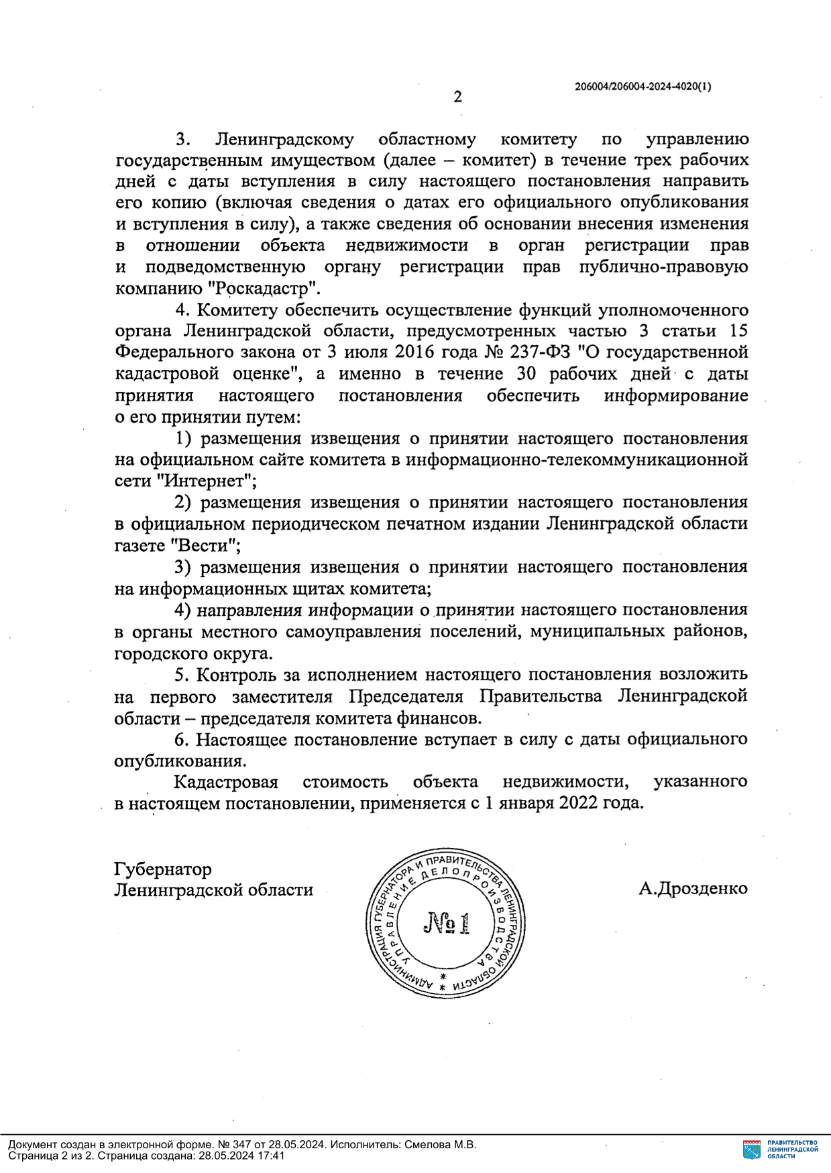 206004/206004-2024-4020(1)
2
3. Ленинградскому областному комитету по управлению
государственным имуществом (далее – комитет) в течение трех рабочих
дней с даты вступления в силу настоящего постановления направить
его копию (включая сведения о датах его официального опубликования
и вступления в силу), а также сведения об основании внесения изменения
в отношении объекта недвижимости в орган регистрации прав
и подведомственную органу регистрации прав публично-правовую
компанию "Роскадастр".
4. Комитету обеспечить осуществление функций уполномоченного
органа Ленинградской области, предусмотренных частью 3 статьи 15
Федерального закона от 3 июля 2016 года № 237-ФЗ "О государственной
кадастровой оценке", а именно в течение 30 рабочих дней с даты
принятия настоящего постановления обеспечить информирование
о его принятии путем:
1) размещения извещения о принятии настоящего постановления
на официальном сайте комитета в информационно-телекоммуникационной
сети "Интернет";
2) размещения извещения о принятии настоящего постановления
в официальном периодическом печатном издании Ленинградской области
газете "Вести";
3) размещения извещения о принятии настоящего постановления
на информационных щитах комитета;
4) направления информации о принятии настоящего постановления
в органы местного самоуправления поселений, муниципальных районов,
городского округа.
5. Контроль за исполнением настоящего постановления возложить
на первого заместителя Председателя Правительства Ленинградской
области – председателя комитета финансов.
6. Настоящее постановление вступает в силу с даты официального
опубликования.
Кадастровая стоимость объекта недвижимости, указанного
в настоящем постановлении, применяется с 1 января 2022 года.
Губернатор
Ленинградской области
А.Дрозденко
АДМИНИСТРАЦИЯ ГУБЕРНАТОРА И ПРАВИТЕЛЬСТВА ЛЕНИНГРАДСКОЙ ОБЛАСТИ
УПРАВЛЕНИЕ ДЕЛОПРОИЗВОДСТВА
№1
Документ создан в электронной форме. № 347 от 28.05.2024. Исполнитель: Смелова М.В.
Страница 2 из 2. Страница создана: 28.05.2024 17:41
ПРАВИТЕЛЬСТВО
ЛЕНИНГРАДСКОЙ
ОБЛАСТИ